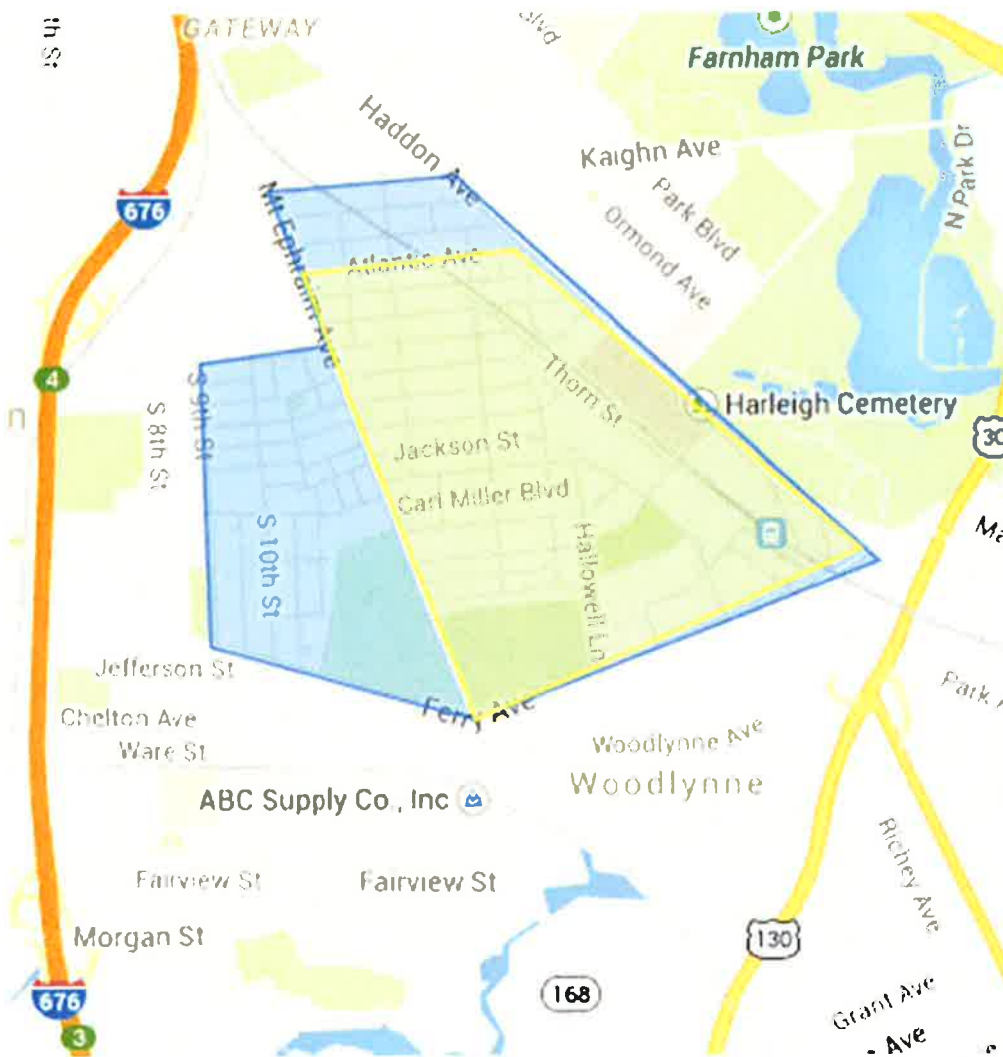 GATEWAY
Blvd
Farnham Park
Haddon Ave
Kaighn Ave
N Park Dr
Park Blvd
Ormond Ave
676
Mt Ephraim Ave
Atlantic Ave
4
S 9th St
Thorn St
Harleigh Cemetery
S 8th St
30
Jackson St
Carl Miller Blvd
S 10th St
Hallowell Ln
Jefferson St
Chelton Ave
Ferry Ave
Ware St
Woodlynne Ave
Woodlynne
ABC Supply Co., Inc
Richey Ave
Fairview St
Fairview St
Morgan St
130
168
676
Grant Ave
3
Ave